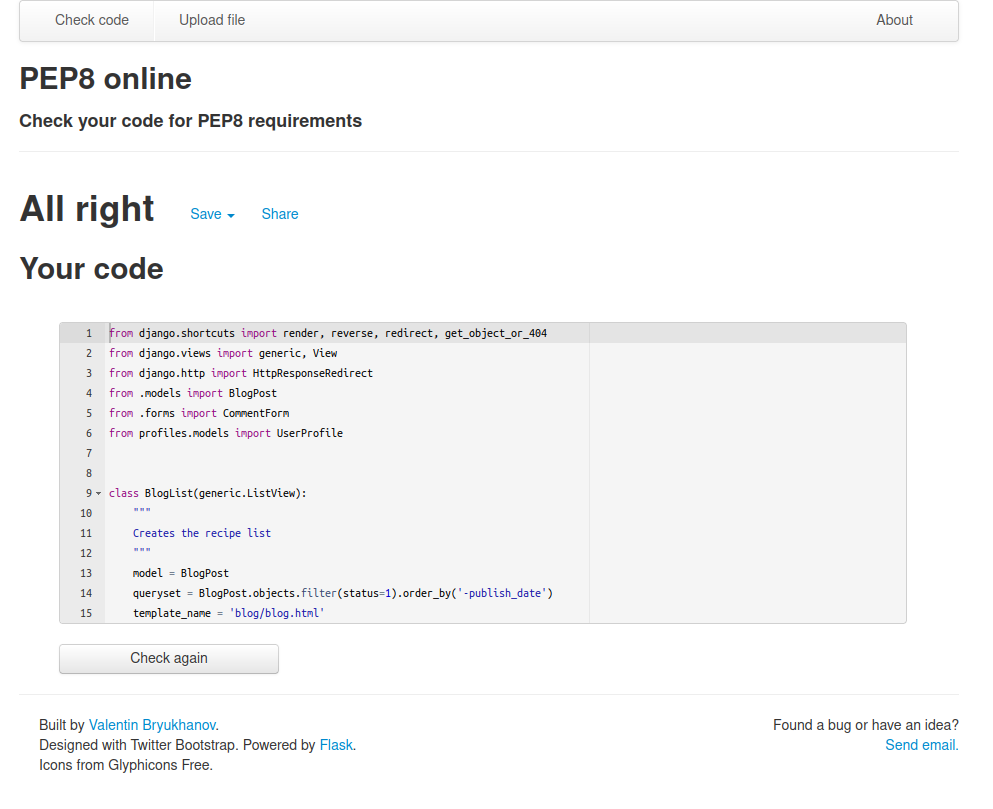 Check code Upload file About
PEP8 online
Check your code for PEP8 requirements
All right Save Share
Your code
1 from django.shortcuts import render, reverse, redirect, get_object_or_404
2 from django.views import generic, View
3 from django.http import HttpResponseRedirect
4 from .models import BlogPost
5 from .forms import CommentForm
6 from profiles.models import UserProfile
7
8
9 class BlogList(generic.ListView):
10 """
11 Creates the recipe list
12 """
13 model = BlogPost
14 queryset = BlogPost.objects.filter(status=1).order_by('-publish_date')
15 template_name = 'blog/blog.html'
Check again
Built by Valentin Bryukhanov. Found a bug or have an idea?
Designed with Twitter Bootstrap. Powered by Flask. Send email.
Icons from Glyphicons Free.